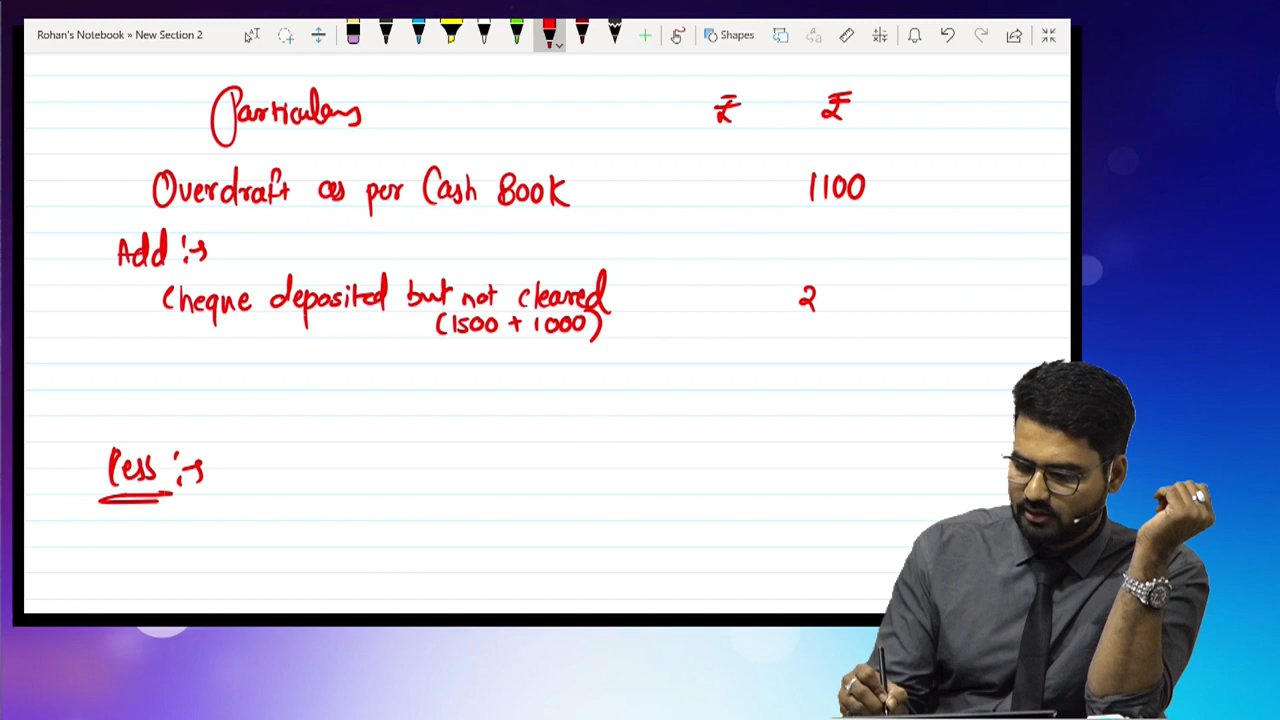 Rohan's Notebook » New Section 2
Shapes
Particulars ₹ ₹
Overdraft as per Cash Book 1100
Add :→
Cheque deposited but not cleared 2
(1500 + 1000)
Less :→